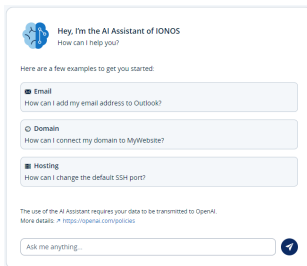 Hey, I'm the AI Assistant of IONOS
How can I help you?
Here are a few examples to get you started:
Email
How can I add my email address to Outlook?
Domain
How can I connect my domain to MyWebsite?
Hosting
How can I change the default SSH port?
The use of the AI Assistant requires your data to be transmitted to OpenAI.
More details: https://openai.com/policies
Ask me anything...